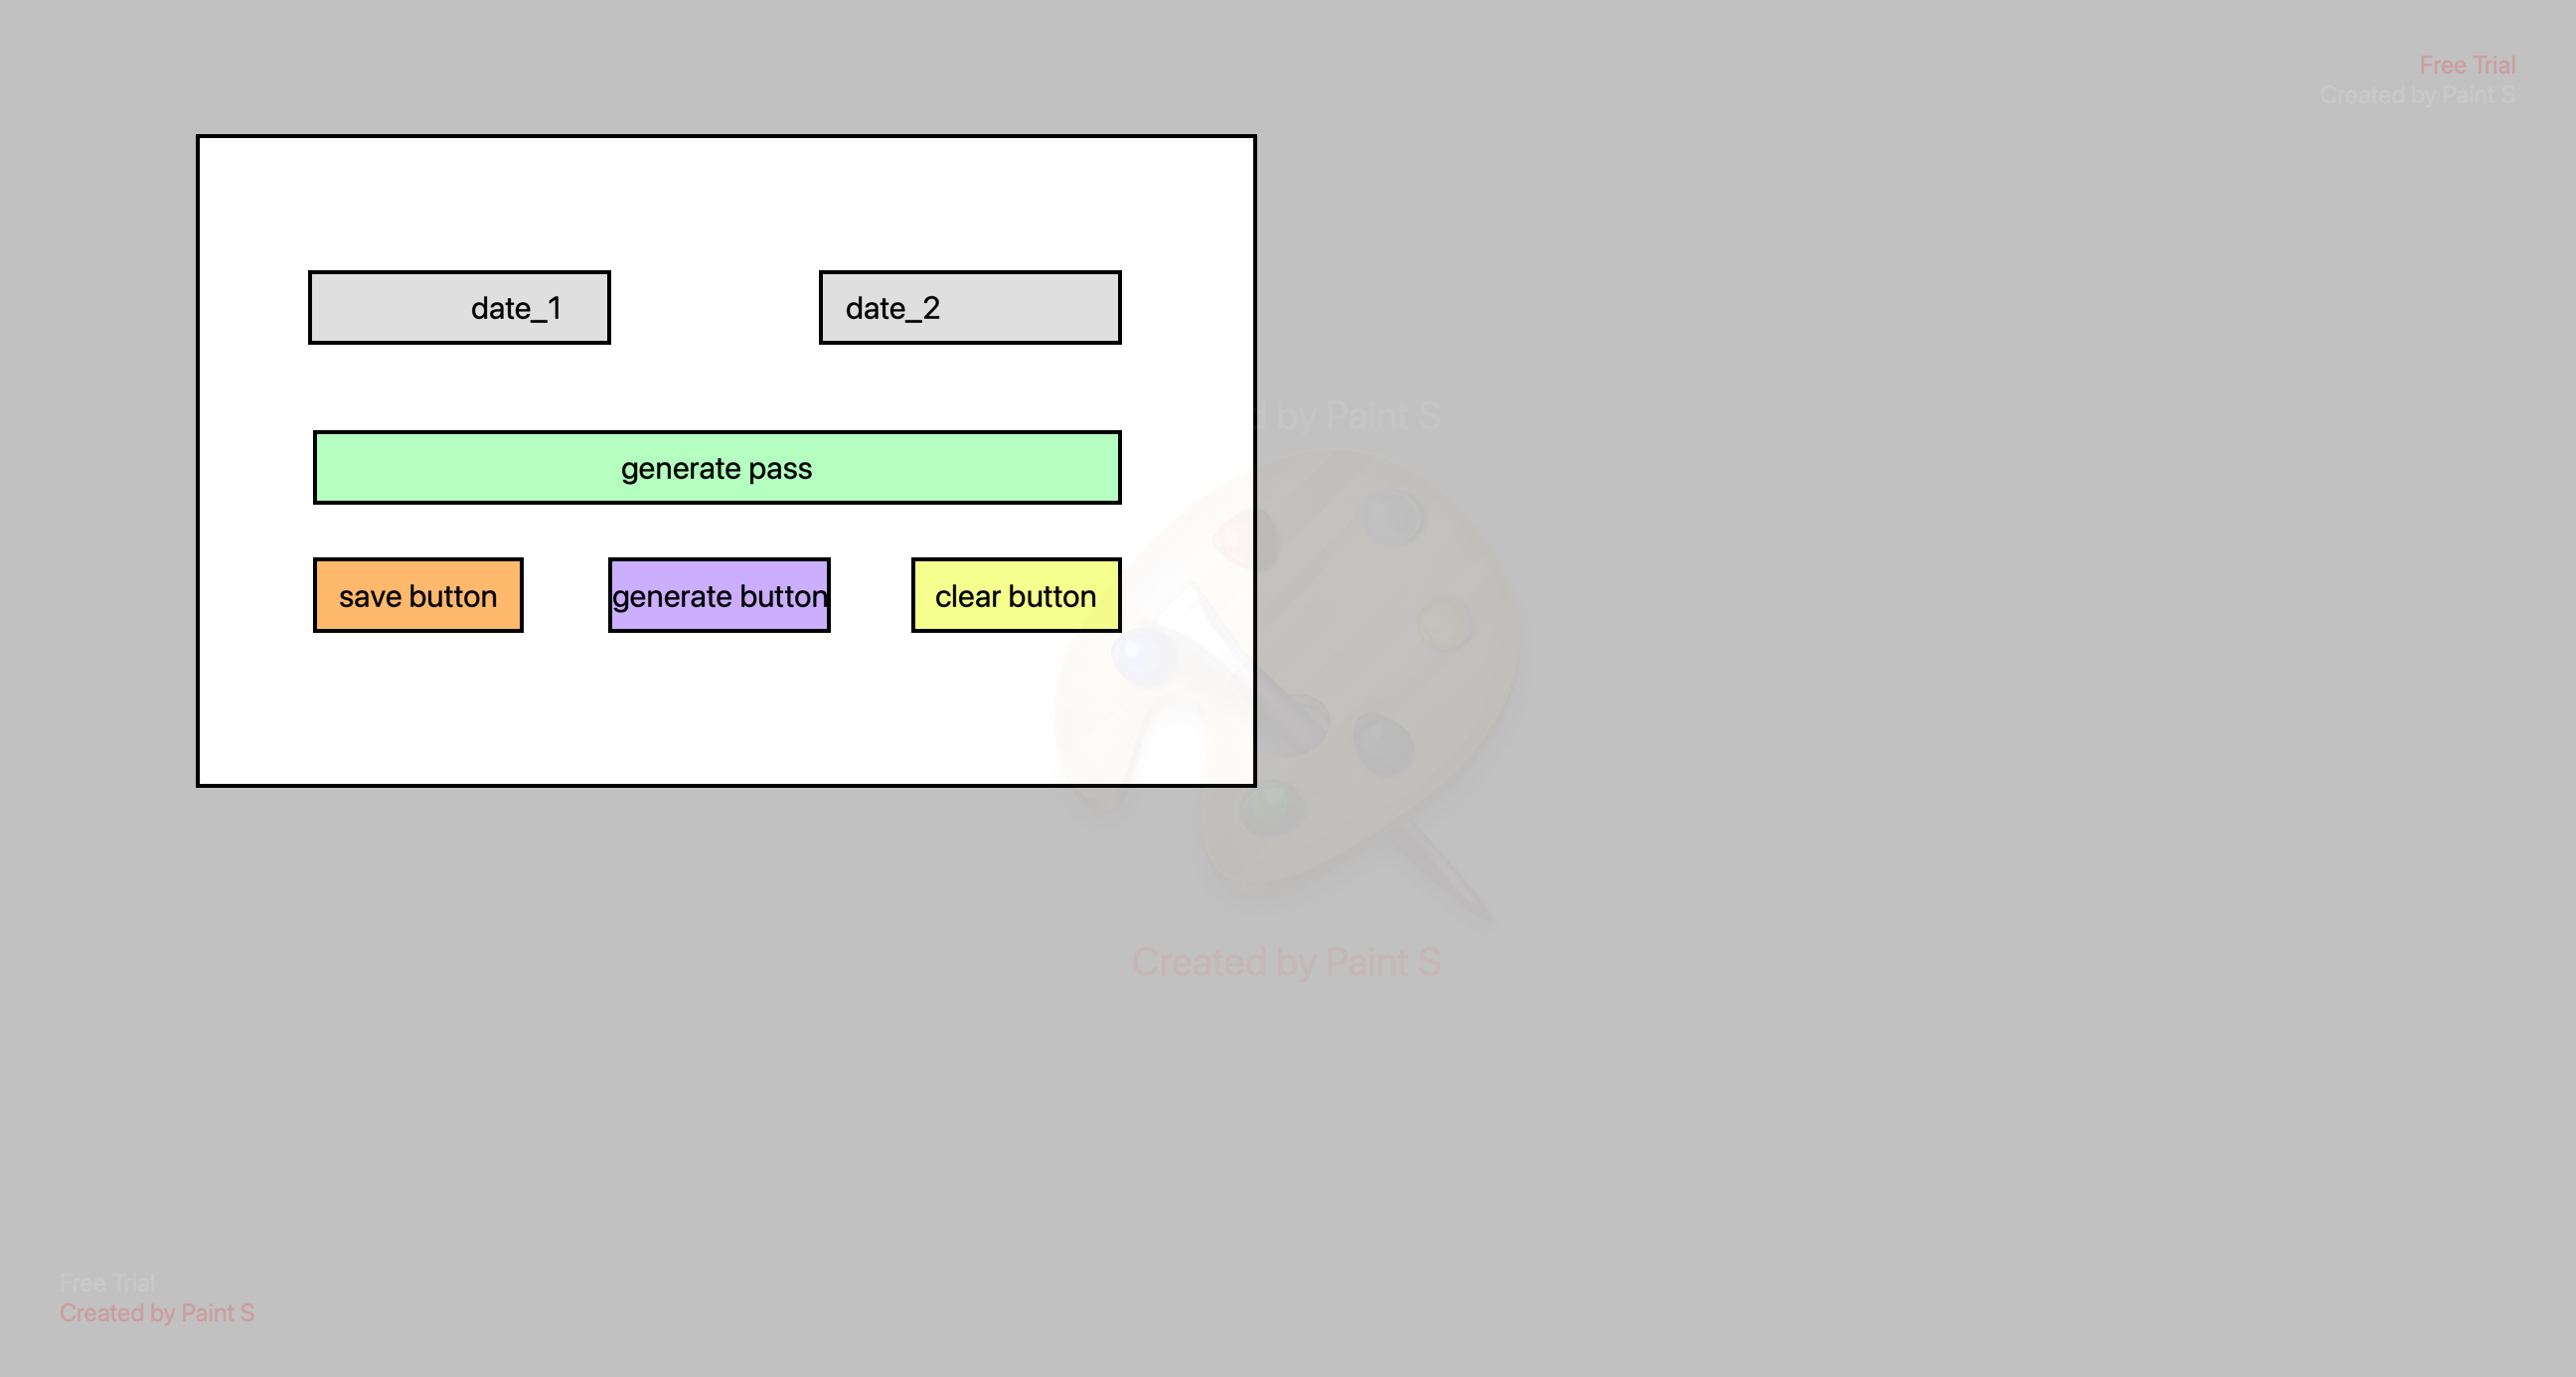 Free Trial
Created by Paint S
date_1
date_2
generate pass
save button
generate button
clear button
d by Paint S
Created by Paint S
Free Trial
Created by Paint S